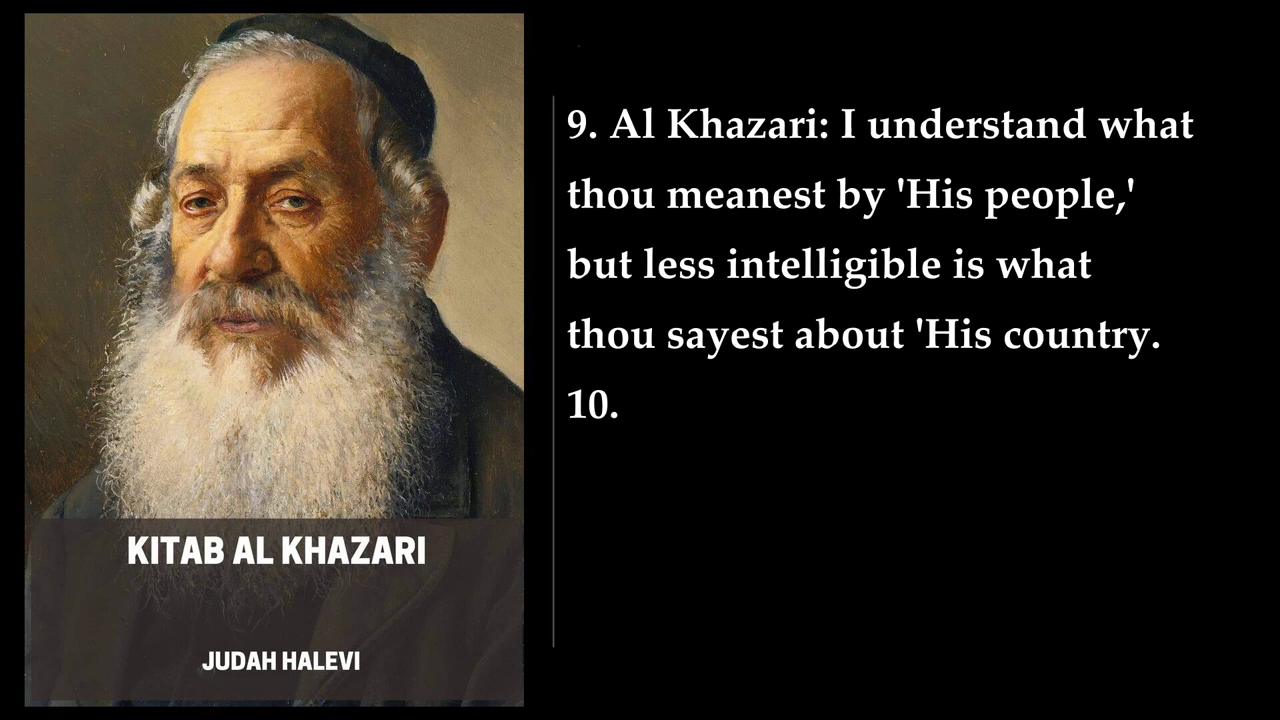 KITAB AL KHAZARI
JUDAH HALEVI
9. Al Khazari: I understand what
thou meanest by 'His people,'
but less intelligible is what
thou sayest about 'His country.
10.